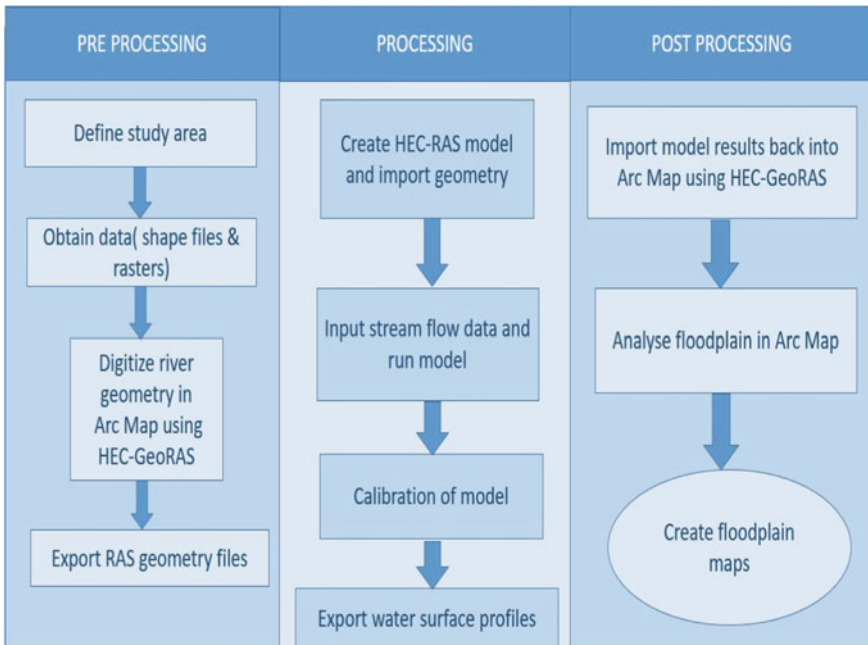 PRE PROCESSING
Define study area
Obtain data( shape files &
rasters)
Digitize river
geometry in
Arc Map using
HEC-GeoRAS
Export RAS geometry files
PROCESSING
Create HEC-RAS model
and import geometry
Input stream flow data and
run model
Calibration of model
Export water surface profiles
POST PROCESSING
Import model results back into
Arc Map using HEC-GeoRAS
Analyse floodplain in Arc Map
Create floodplain
maps